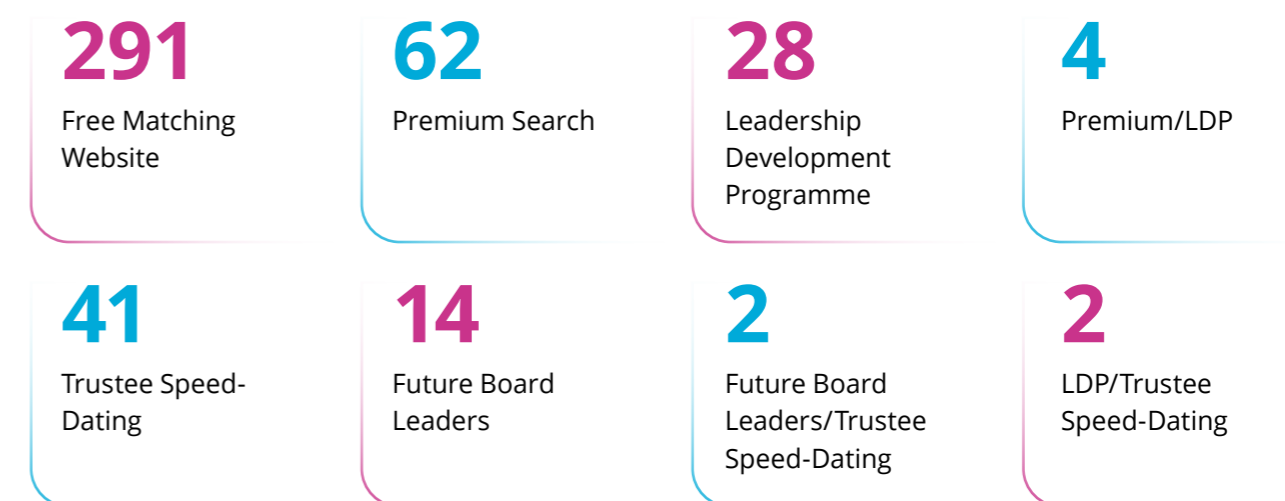 291
Free Matching
Website
62
Premium Search
28
Leadership
Development
Programme
4
Premium/LDP
41
Trustee Speed-
Dating
14
Future Board
Leaders
2
Future Board
Leaders/Trustee
Speed-Dating
2
LDP/Trustee
Speed-Dating